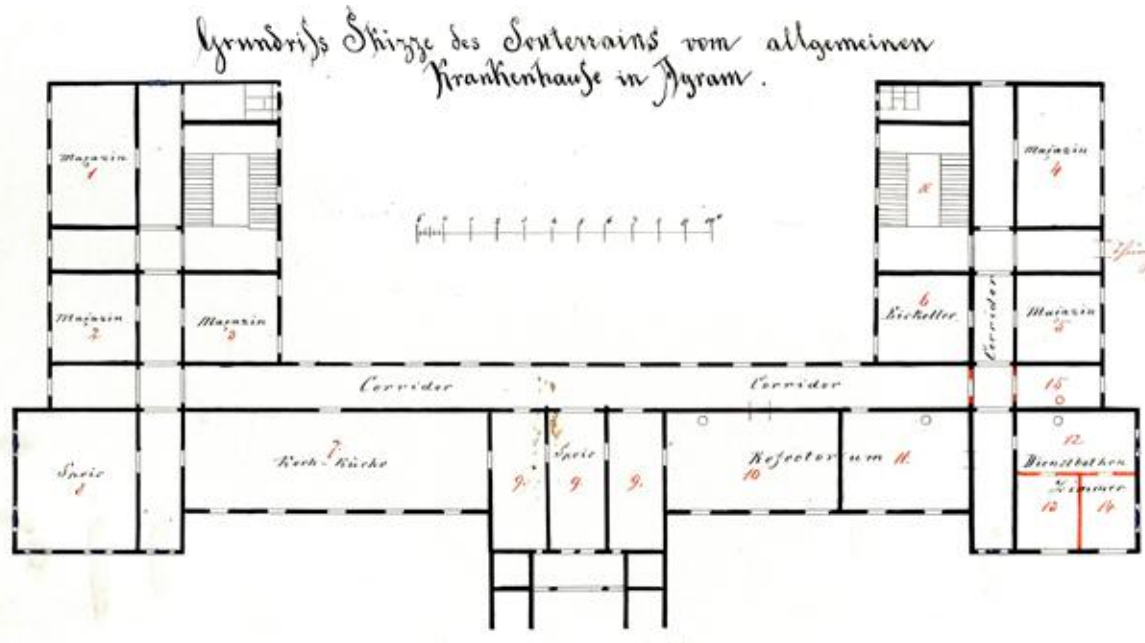 Grundriſs Skizze des Souterrains vom allgemeinen
Krankenhause in Agram.
Magazin
1
Magazin
4
Magazin
2
Magazin
3
6
Eiskeller
Magazin
5
Corridor
Corridor
Corridor
15
Speis
8
7.
Koch-Küche
9.
Speis
9.
9.
Refectorium
10
11.
12
Dienstbothen
Zimmer
13
14